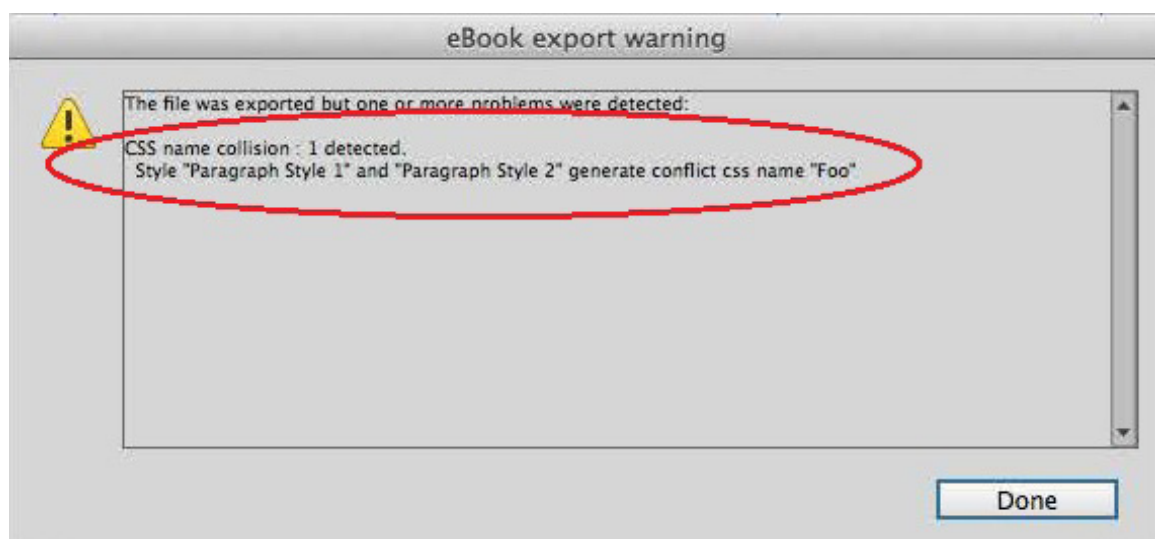 eBook export warning
The file was exported but one or more problems were detected:
CSS name collision : 1 detected.
Style "Paragraph Style 1" and "Paragraph Style 2" generate conflict css name "Foo"
Done